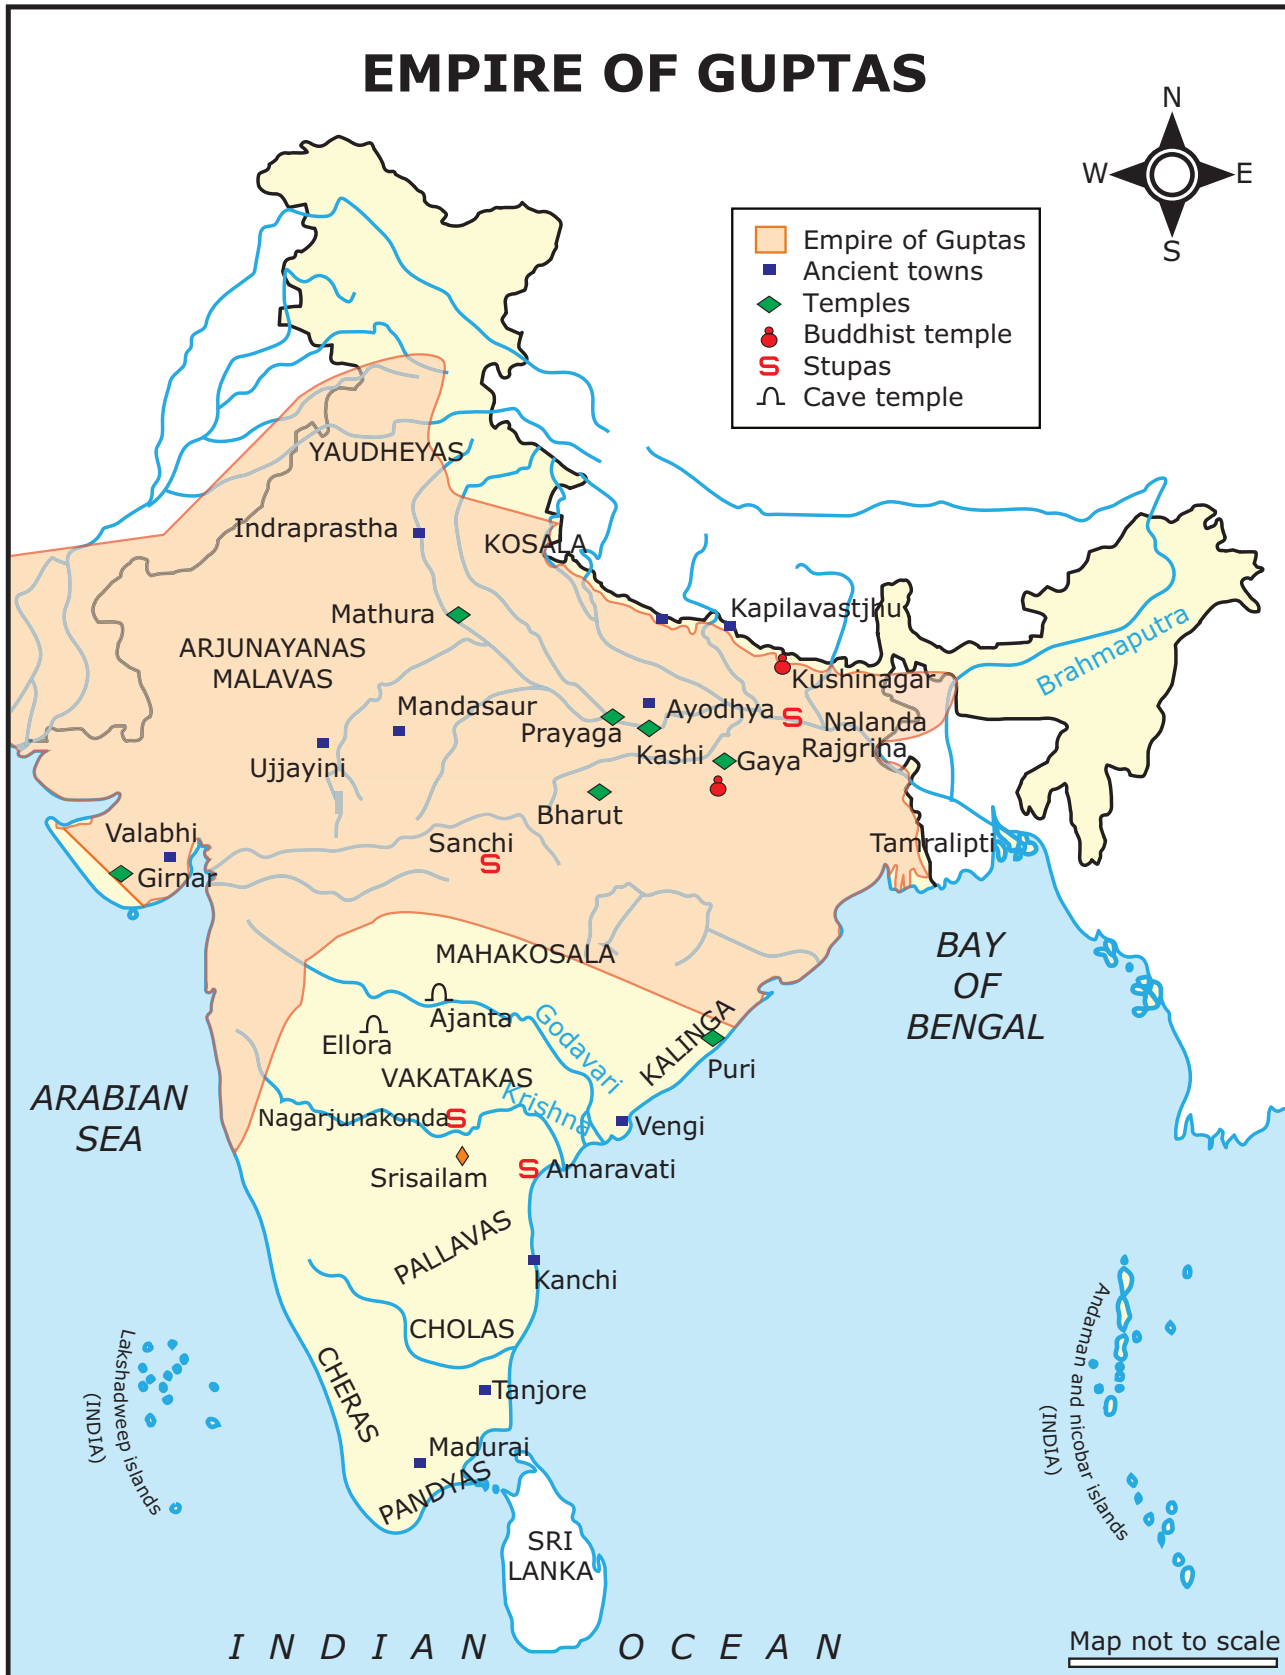 EMPIRE OF GUPTAS
N
W
E
S
Empire of Guptas
Ancient towns
Temples
Buddhist temple
Stupas
Cave temple
YAUDHEYAS
Indraprastha
KOSALA
Mathura
Kapilavastjhu
Brahmaputra
ARJUNAYANAS
MALAVAS
Kushinagar
Mandasaur
Ayodhya
Prayaga
Nalanda
Rajgriha
Kashi
Gaya
Ujjayini
Bharut
Valabhi
Sanchi
Tamralipti
Girnar
MAHAKOSALA
BAY
OF
BENGAL
Ajanta
Godavari
Ellora
KALINGA
Puri
VAKATAKAS
Krishna
ARABIAN
SEA
Nagarjunakonda
Vengi
Srisailam
Amaravati
PALLAVAS
Kanchi
CHOLAS
CHERAS
Tanjore
Lakshadweep islands
(INDIA)
Andaman and nicobar islands
(INDIA)
Madurai
PANDYAS
SRI
LANKA
INDIAN OCEAN
Map not to scale